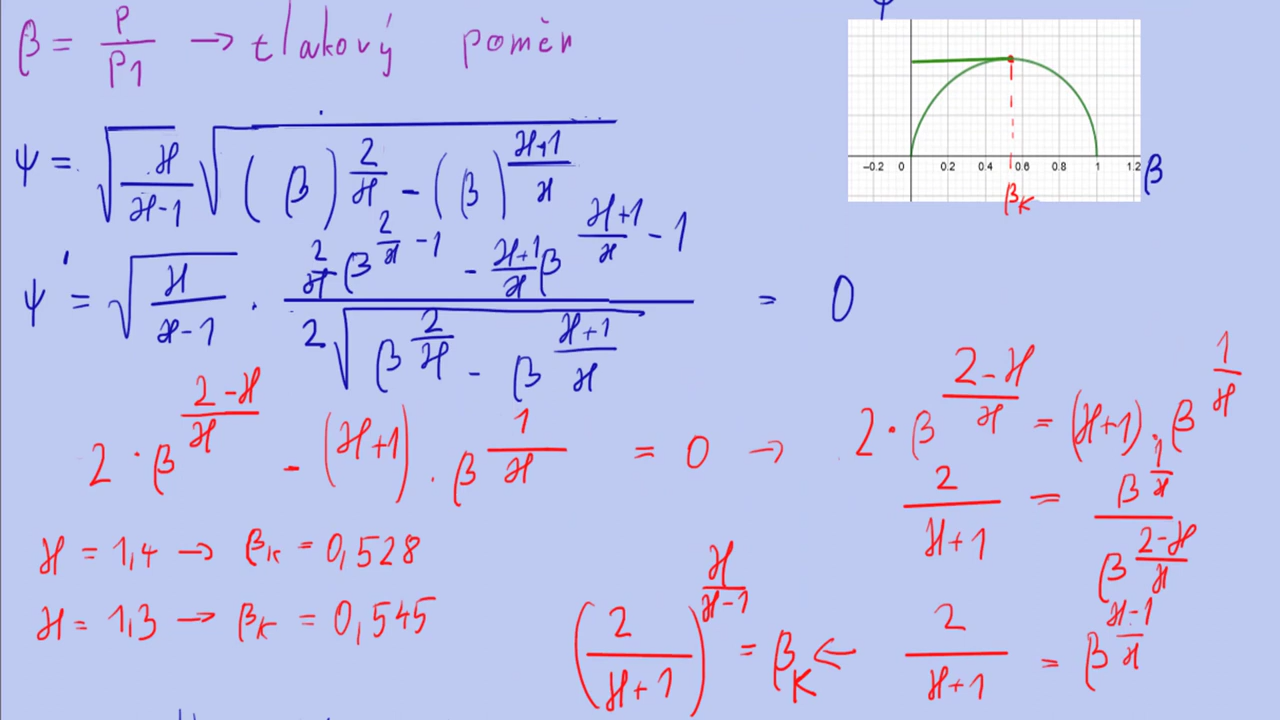 β = p/p1 → tlakový poměr
ψ
-0.2 0 0.2 0.4 0.6 0.8 1 1.2 β
βK
ψ = √(ϰ/(ϰ-1)) √((β)^(2/ϰ) - (β)^((ϰ+1)/ϰ))
ψ' = √(ϰ/(ϰ-1)) · (2/ϰ β^(2/ϰ - 1) - (ϰ+1)/ϰ β^((ϰ+1)/ϰ - 1)) / (2√(β^(2/ϰ) - β^((ϰ+1)/ϰ))) = 0
2 · β^((2-ϰ)/ϰ) - (ϰ+1) · β^(1/ϰ) = 0 → 2 · β^((2-ϰ)/ϰ) = (ϰ+1) · β^(1/ϰ)
2/(ϰ+1) = β^(1/ϰ) / β^((2-ϰ)/ϰ)
ϰ = 1,4 → βK = 0,528
ϰ = 1,3 → βK = 0,545
(2/(ϰ+1))^(ϰ/(ϰ-1)) = βK ← 2/(ϰ+1) = β^((ϰ-1)/ϰ)